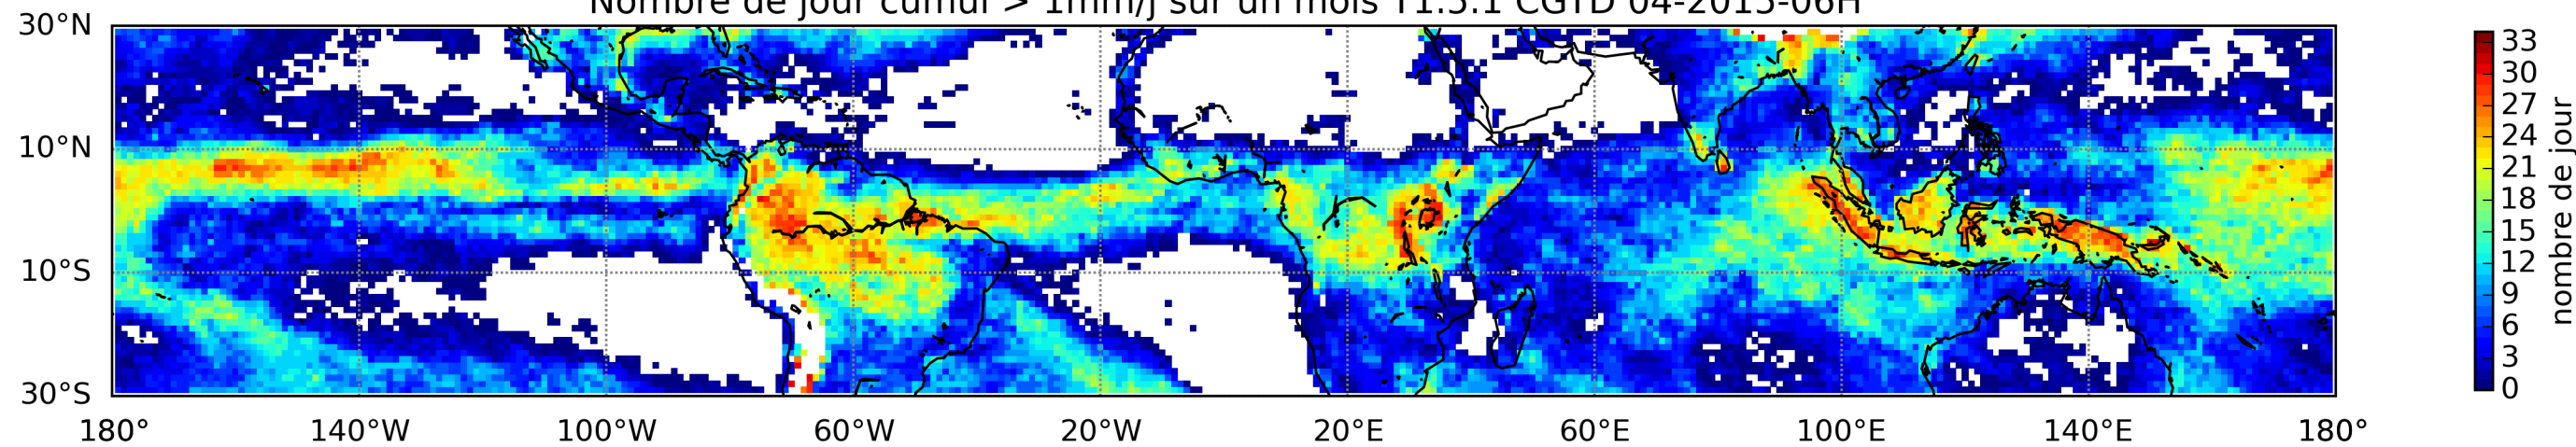 Nombre de jour cumul > 1mm/j sur un mois T1.5.1 CGTD 04-2015-06H
30°N
10°N
10°S
30°S
180° 140°W 100°W 60°W 20°W 20°E 60°E 100°E 140°E 180°
33
30
27
24
21
18
15
12
9
6
3
0
nombre de jour